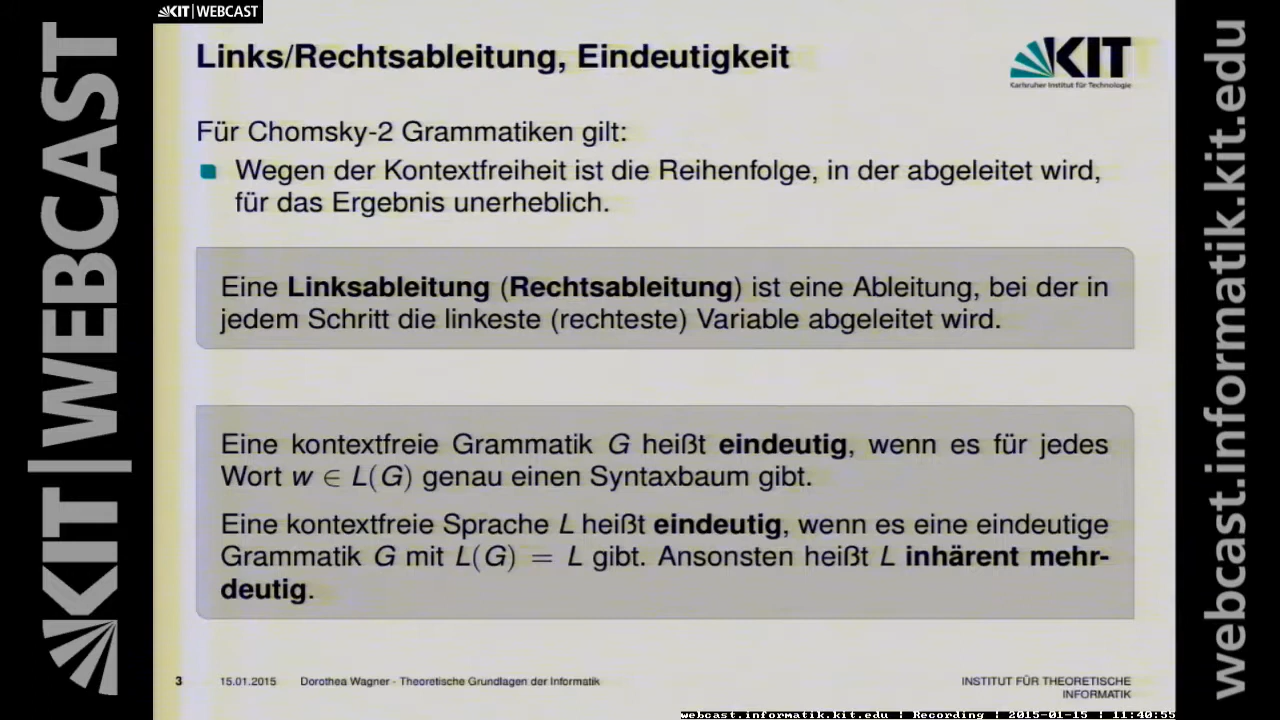 KIT | WEBCAST
KIT | WEBCAST
Links/Rechtsableitung, Eindeutigkeit
KIT
Karlsruher Institut für Technologie
Für Chomsky-2 Grammatiken gilt:
Wegen der Kontextfreiheit ist die Reihenfolge, in der abgeleitet wird,
für das Ergebnis unerheblich.
Eine Linksableitung (Rechtsableitung) ist eine Ableitung, bei der in
jedem Schritt die linkeste (rechteste) Variable abgeleitet wird.
Eine kontextfreie Grammatik G heißt eindeutig, wenn es für jedes
Wort w ∈ L(G) genau einen Syntaxbaum gibt.
Eine kontextfreie Sprache L heißt eindeutig, wenn es eine eindeutige
Grammatik G mit L(G) = L gibt. Ansonsten heißt L inhärent mehr-
deutig.
3 15.01.2015 Dorothea Wagner - Theoretische Grundlagen der Informatik
INSTITUT FÜR THEORETISCHE
INFORMATIK
webcast.informatik.kit.edu | Recording | 2015-01-15 | 11:40:55
webcast.informatik.kit.edu